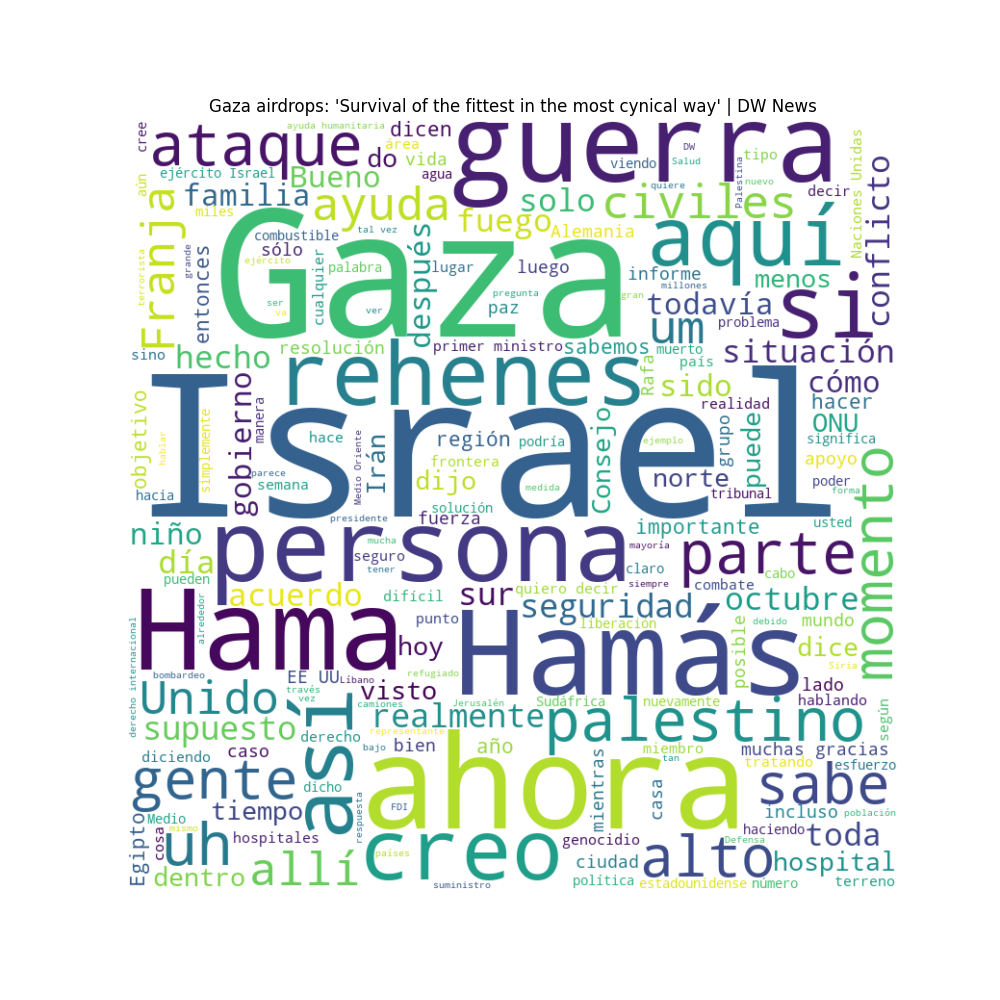 Gaza airdrops: 'Survival of the fittest in the most cynical way' | DW News
cree
ataque
ayuda humanitaria
dicen
área
do
vida
agua
guerra
viendo
DW
Salud
quiere
Palestina
tipo
nuevo
decir
Naciones Unidas
conflicto
aún
ejército Israel
Bueno
familia
miles
ayuda
fuego
solo
civiles
Alemania
Franja
terrorista
grande
entonces
combustible
sólo
ejército
tal vez
cualquier
palabra
después
lugar
luego
aquí
informe
millones
menos
Gaza
ser
va
ver
pregunta
paz
gran
todavía
um
problema
si
sino
hecho
resolución
primer ministro
sabemos
muerto
país
situación
rehenes
Rafa
sido
realidad
cómo
hacer
objetivo
hablar
simplemente
gobierno
manera
Israel
hace
parece
semana
Medio Oriente
Irán
región
frontera
dijo
podría
solución
medida
Consejo
ejemplo
norte
grupo
puede
tribunal
ONU
significa
apoyo
poder
forma
hacia
presidente
fuerza
importante
usted
momento
niño
día
pueden
persona
mucha
seguro
tener
mayoría
claro
siempre
parte
combate
cabo
acuerdo
difícil
sur
quiero decir
seguridad
liberación
octubre
debido
mundo
alrededor
derecho internacional
Hama
hoy
punto
Hamás
posible
dice
Siria
bombardeo
EE UU
Líbano
refugiado
visto
lado
hablando
Unido
través
vez
camiones
Jerusalén
Sudáfrica
nuevamente
según
supuesto
derecho
así
realmente
representante
palestino
diciendo
caso
bajo
bien
año
miembro
tan
muchas gracias
tratando
esfuerzo
gente
dicho
ahora
mientras
casa
sabe
tiempo
FDI
respuesta
incluso
población
Egipto
Medio
cosa
mismo
uh
hospitales
genocidio
haciendo
Defensa
toda
dentro
allí
países
creo
ciudad
alto
hospital
suministro
política
estadounidense
número
terreno